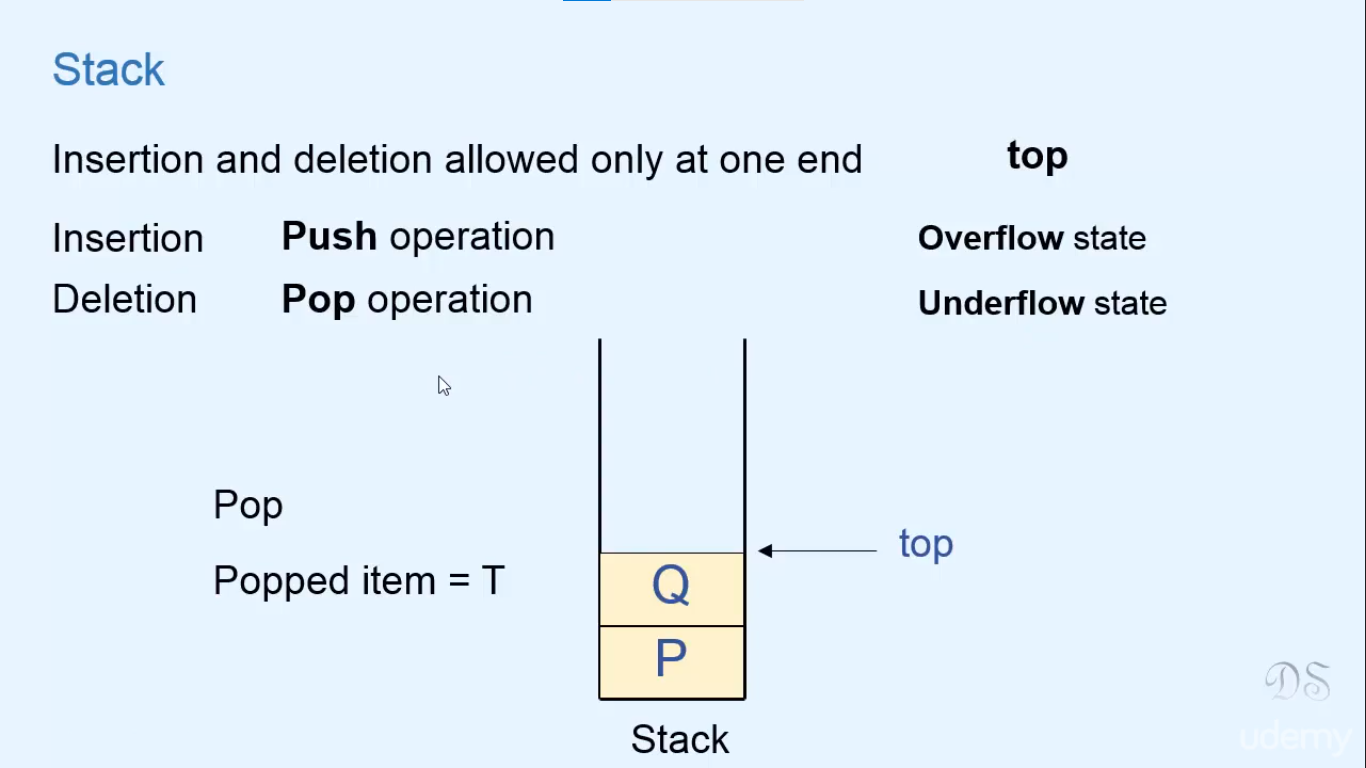 Stack
Insertion and deletion allowed only at one end top
Insertion Push operation Overflow state
Deletion Pop operation Underflow state
Pop
top
Popped item = T
Q
P
Stack
DS
udemy